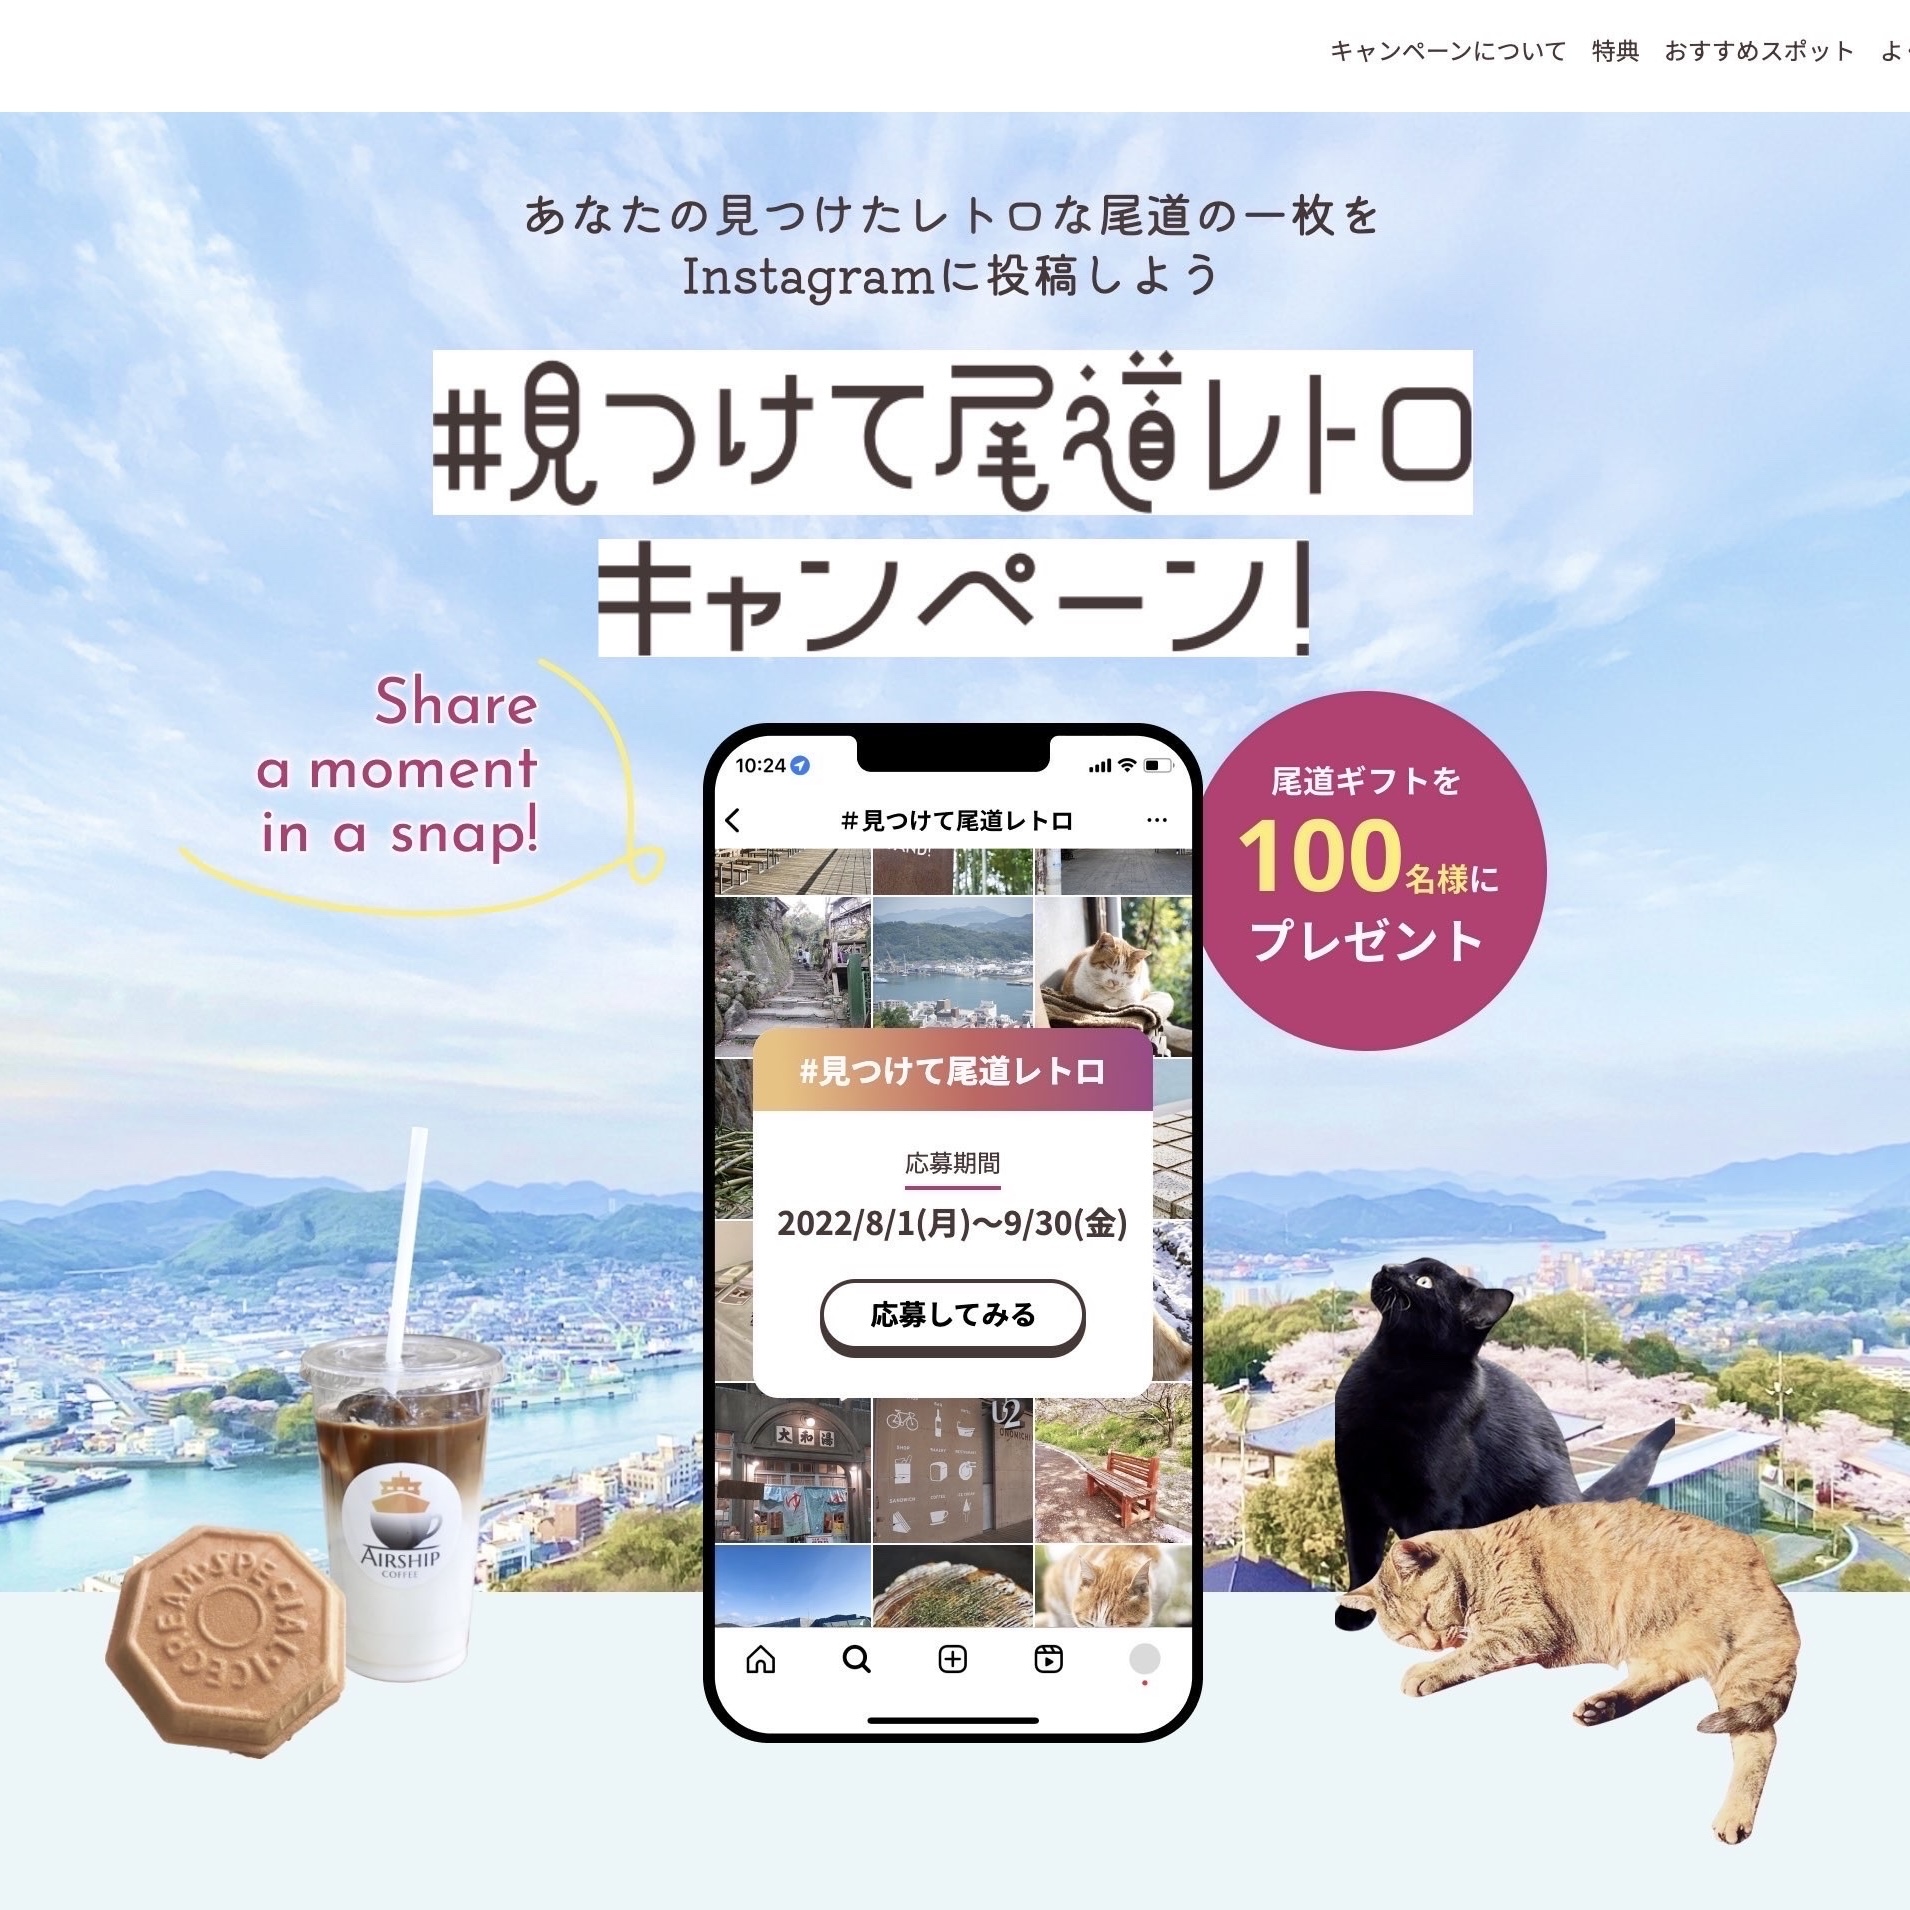 キャンペーンについて 特典 おすすめスポット
あなたの見つけたレトロな尾道の一枚を
Instagramに投稿しよう
#見つけて尾道レトロ
キャンペーン!
Share
a moment
in a snap!
尾道ギフトを
100名様に
プレゼント
10:24
#見つけて尾道レトロ
#見つけて尾道レトロ
応募期間
2022/8/1(月)〜9/30(金)
応募してみる
大和湯
U2
ONOMICHI
SHOP
BAKERY
RESTAURANT
SANDWICH
COFFEE
AIRSHIP
COFFEE
SPECIAL・ICECREAM・